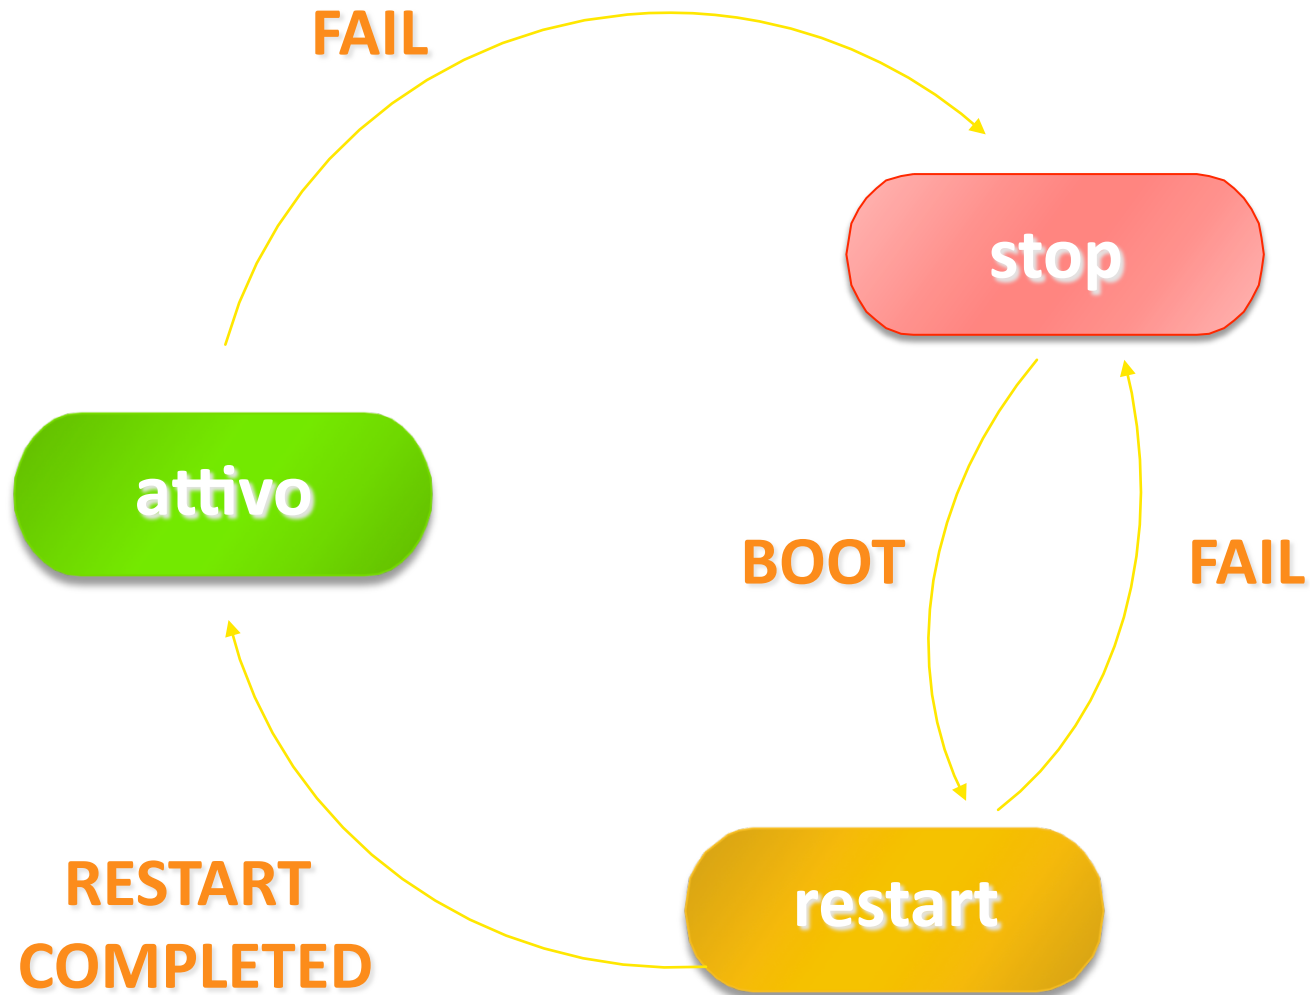 FAIL
stop
attivo
BOOT
FAIL
RESTART
COMPLETED
restart